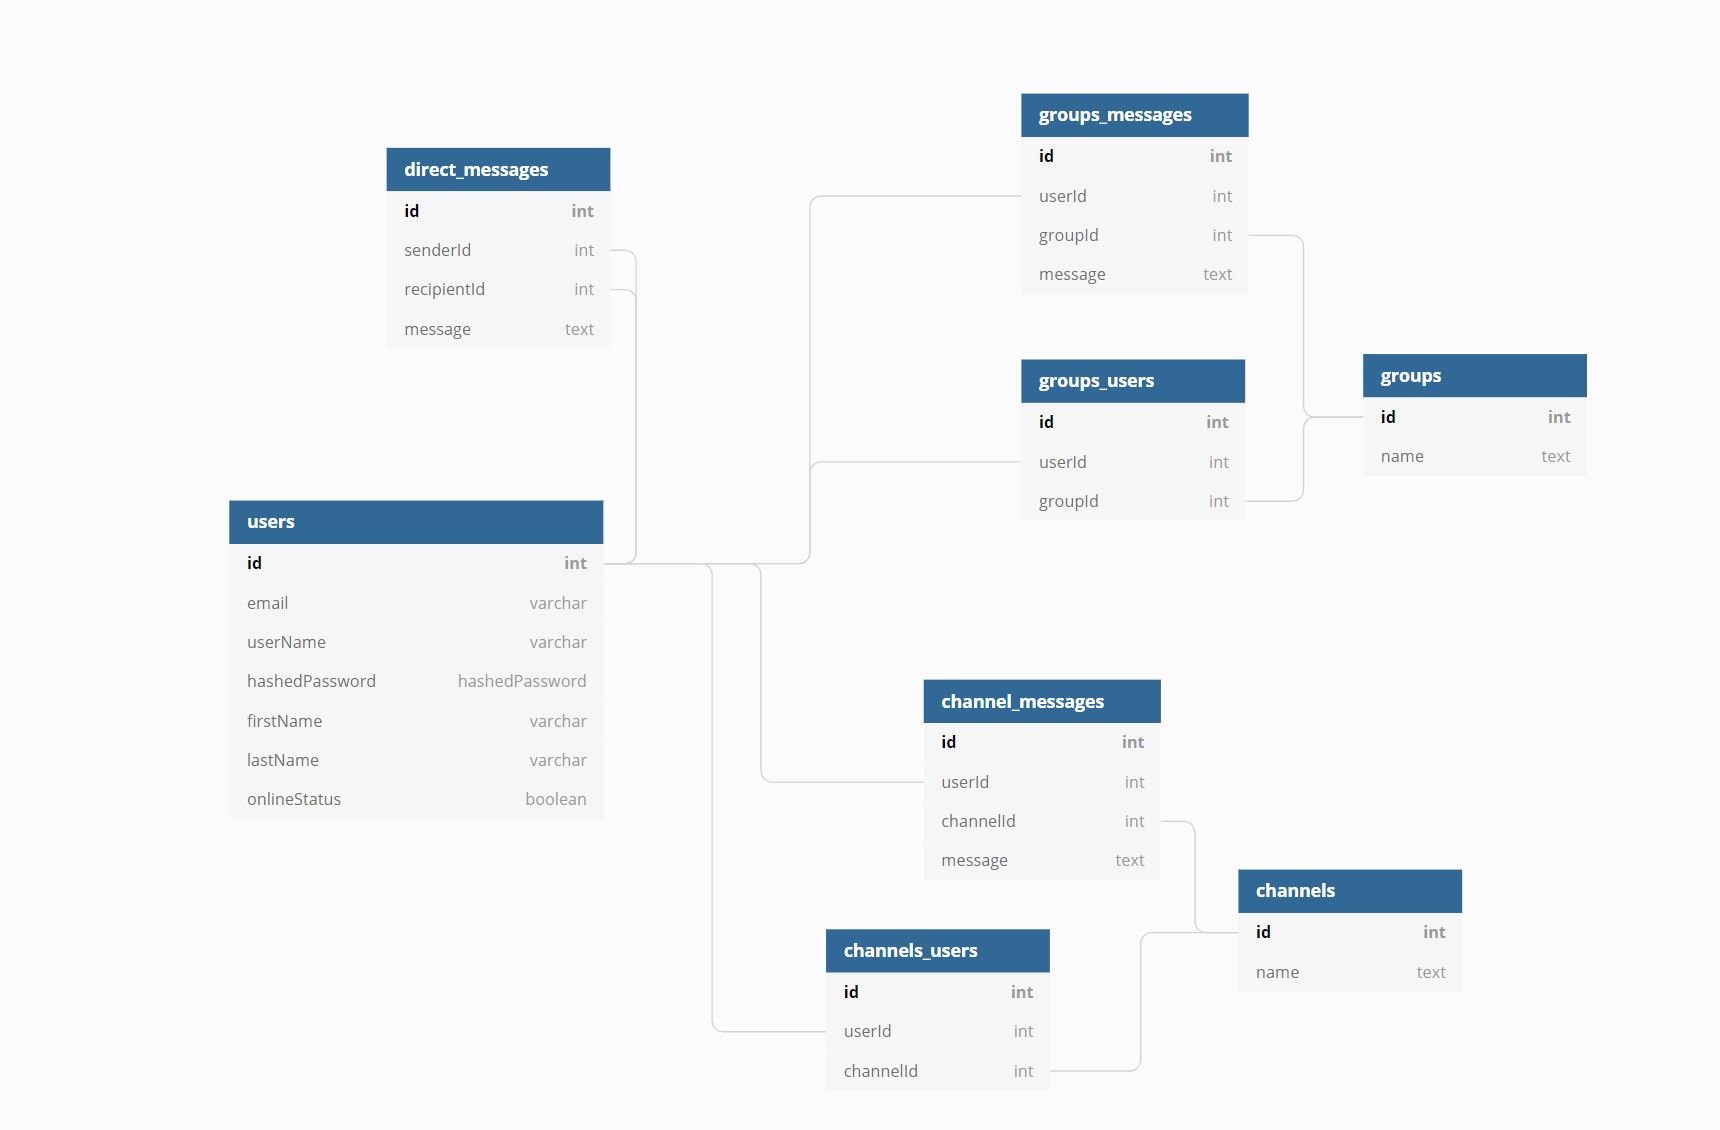 direct_messages
id int
senderId int
recipientId int
message text
users
id int
email varchar
userName varchar
hashedPassword hashedPassword
firstName varchar
lastName varchar
onlineStatus boolean
groups_messages
id int
userId int
groupId int
message text
groups_users
id int
userId int
groupId int
groups
id int
name text
channel_messages
id int
userId int
channelId int
message text
channels_users
id int
userId int
channelId int
channels
id int
name text